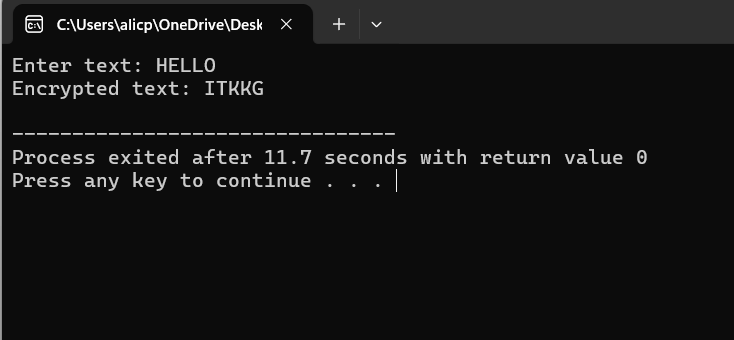 C:\Users\alicp\OneDrive\Desk
Enter text: HELLO
Encrypted text: ITKKG
--------------------------------
Process exited after 11.7 seconds with return value 0
Press any key to continue . . .